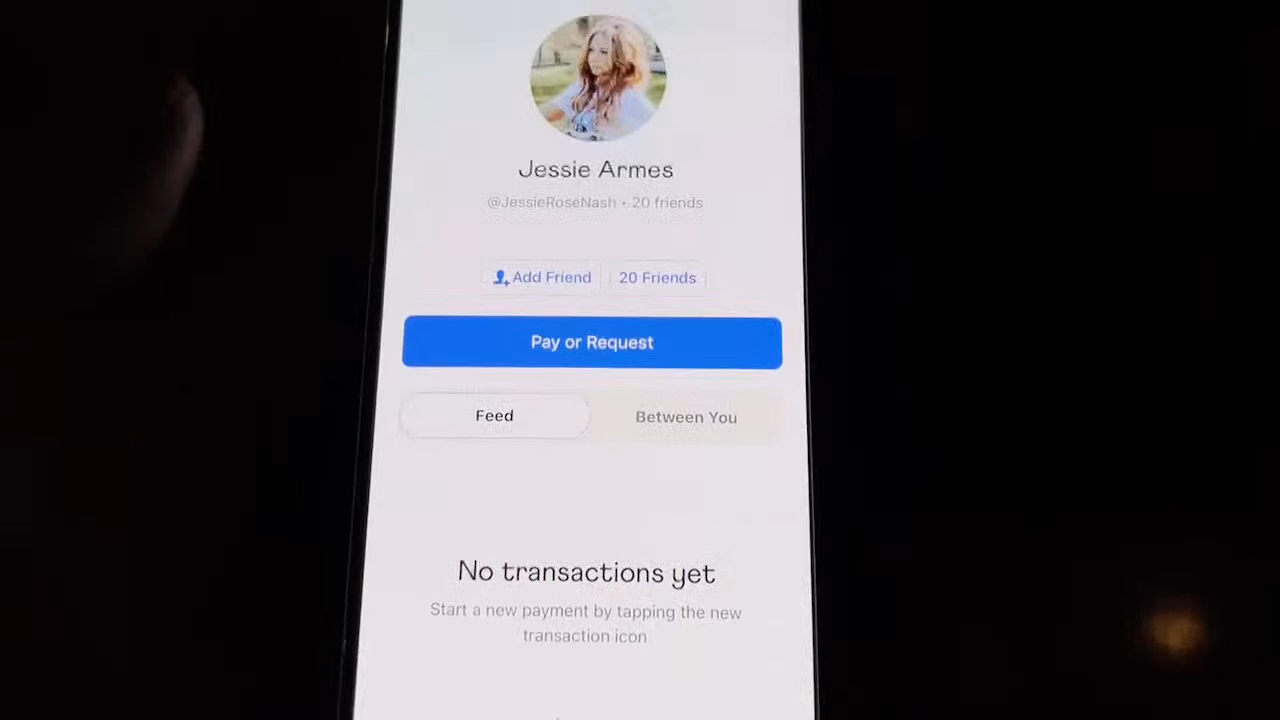 Jessie Armes
@JessieRoseNash • 20 friends
Add Friend
20 Friends
Pay or Request
Feed
Between You
No transactions yet
Start a new payment by tapping the new
transaction icon